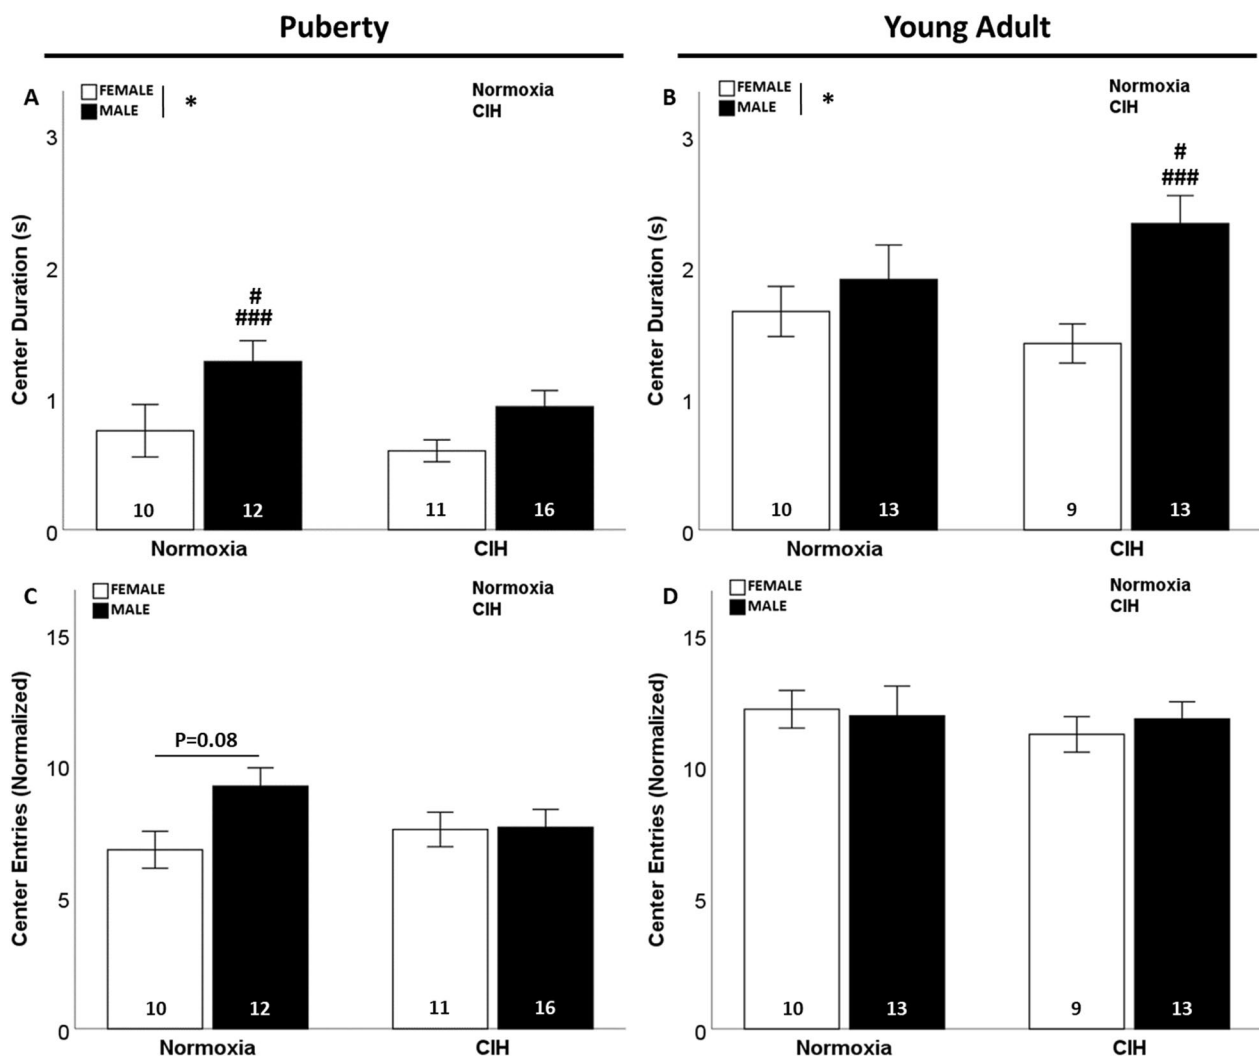 Puberty
Young Adult
A
FEMALE
MALE
*
Normoxia
CIH
Center Duration (s)
3
2
1
0
#
###
10
12
11
16
Normoxia
CIH
B
FEMALE
MALE
*
Normoxia
CIH
Center Duration (s)
3
2
1
0
#
###
10
13
9
13
Normoxia
CIH
C
FEMALE
MALE
Normoxia
CIH
Center Entries (Normalized)
15
10
5
0
P=0.08
10
12
11
16
Normoxia
CIH
D
FEMALE
MALE
Normoxia
CIH
Center Entries (Normalized)
15
10
5
0
10
13
9
13
Normoxia
CIH